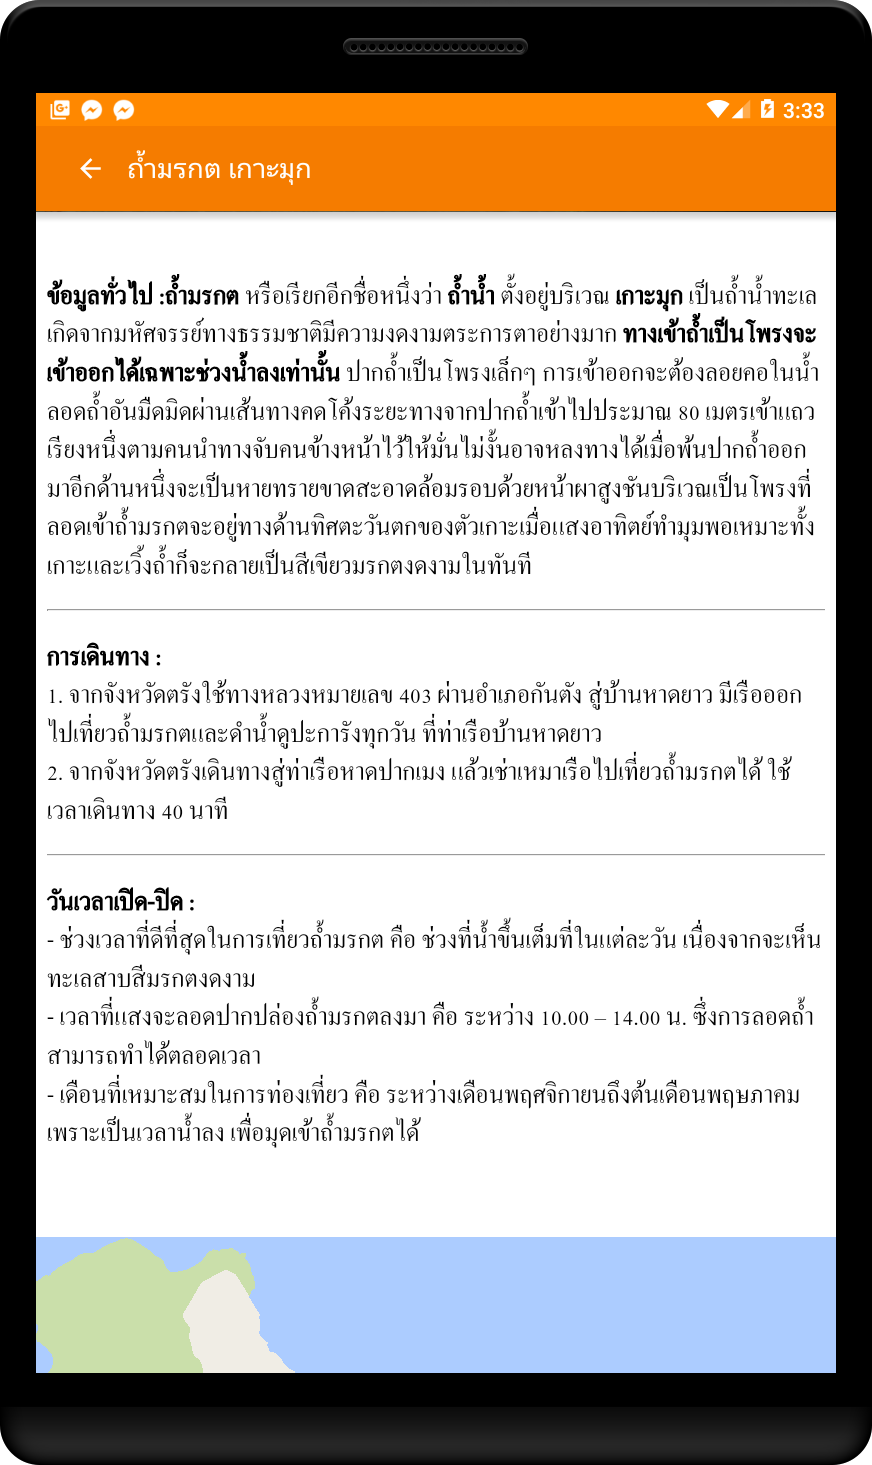 3:33
ถ้ำมรกต เกาะมุก
ข้อมูลทั่วไป :ถ้ำมรกต หรือเรียกอีกชื่อหนึ่งว่า ถ้ำน้ำ ตั้งอยู่บริเวณ เกาะมุก เป็นถ้ำน้ำทะเล
เกิดจากมหัศจรรย์ทางธรรมชาติมีความงดงามตระการตาอย่างมาก ทางเข้าถ้ำเป็นโพรงจะ
เข้าออกได้เฉพาะช่วงน้ำลงเท่านั้น ปากถ้ำเป็นโพรงเล็กๆ การเข้าออกจะต้องลอยคอในน้ำ
ลอดถ้ำอันมืดมิดผ่านเส้นทางคดโค้งระยะทางจากปากถ้ำเข้าไปประมาณ 80 เมตรเข้าแถว
เรียงหนึ่งตามคนนำทางจับคนข้างหน้าไว้ให้มั่นไม่งั้นอาจหลงทางได้เมื่อพ้นปากถ้ำออก
มาอีกด้านหนึ่งจะเป็นหายทรายขาดสะอาดล้อมรอบด้วยหน้าผาสูงชันบริเวณเป็นโพรงที่
ลอดเข้าถ้ำมรกตจะอยู่ทางด้านทิศตะวันตกของตัวเกาะเมื่อแสงอาทิตย์ทำมุมพอเหมาะทั้ง
เกาะและเวิ้งถ้ำก็จะกลายเป็นสีเขียวมรกตงดงามในทันที
การเดินทาง :
1. จากจังหวัดตรังใช้ทางหลวงหมายเลข 403 ผ่านอำเภอกันตัง สู่บ้านหาดยาว มีเรือออก
ไปเที่ยวถ้ำมรกตและดำน้ำดูปะการังทุกวัน ที่ท่าเรือบ้านหาดยาว
2. จากจังหวัดตรังเดินทางสู่ท่าเรือหาดปากเมง แล้วเช่าเหมาเรือไปเที่ยวถ้ำมรกตได้ ใช้
เวลาเดินทาง 40 นาที
วันเวลาเปิด-ปิด :
- ช่วงเวลาที่ดีที่สุดในการเที่ยวถ้ำมรกต คือ ช่วงที่น้ำขึ้นเต็มที่ในแต่ละวัน เนื่องจากจะเห็น
ทะเลสาบสีมรกตงดงาม
- เวลาที่แสงจะลอดปากปล่องถ้ำมรกตลงมา คือ ระหว่าง 10.00 – 14.00 น. ซึ่งการลอดถ้ำ
สามารถทำได้ตลอดเวลา
- เดือนที่เหมาะสมในการท่องเที่ยว คือ ระหว่างเดือนพฤศจิกายนถึงต้นเดือนพฤษภาคม
เพราะเป็นเวลาน้ำลง เพื่อมุดเข้าถ้ำมรกตได้